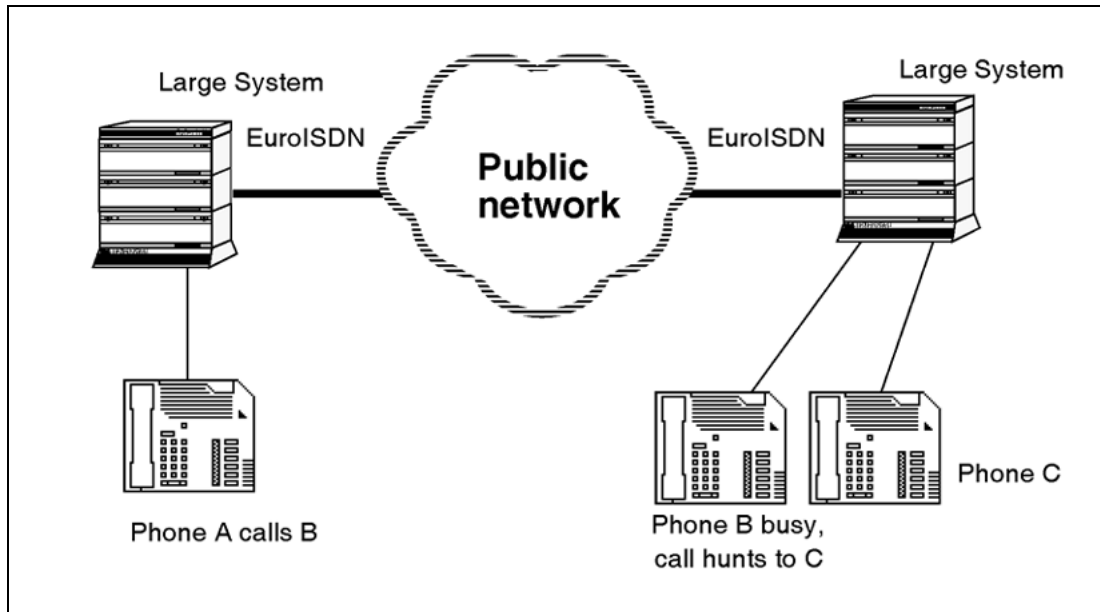 Large System
Large System
EuroISDN
EuroISDN
Public
network
Phone A calls B
Phone B busy,
call hunts to C
Phone C